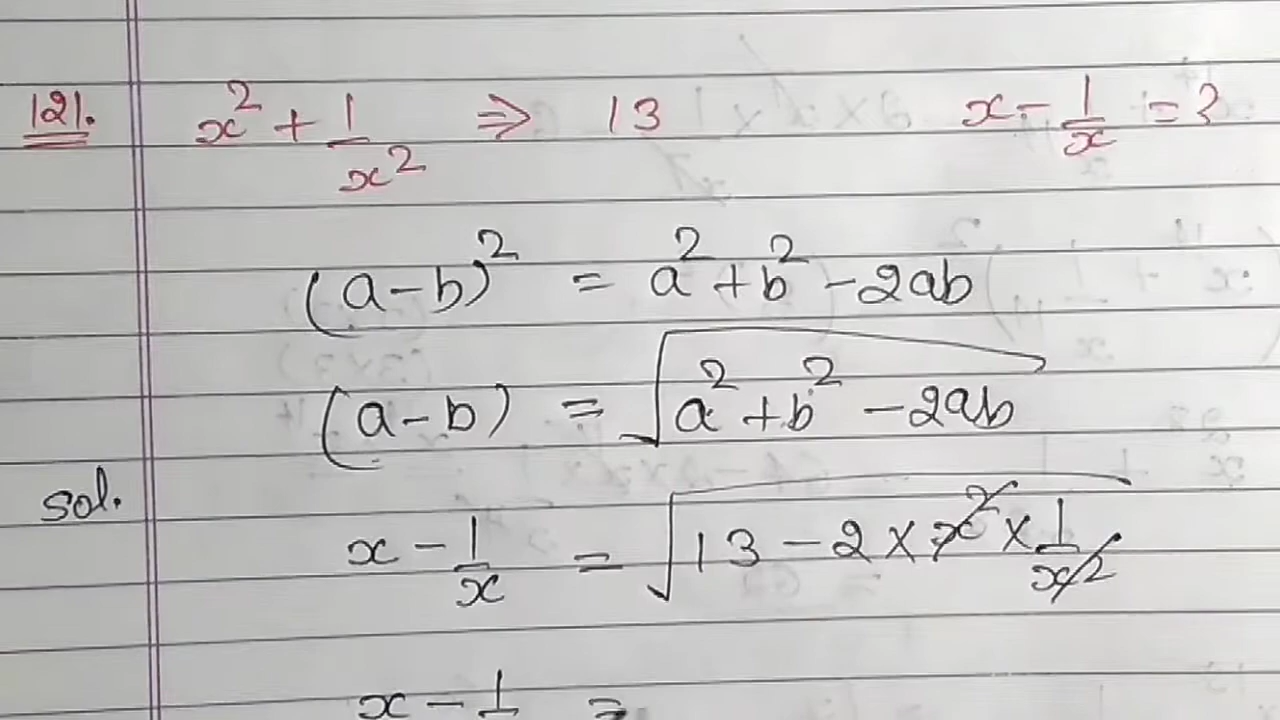 121. x² + 1/x² ⇒ 13 x - 1/x = ?
(a-b)² = a²+b²-2ab
(a-b) = √a²+b²-2ab
sol. x - 1/x = √13 - 2 × x² × 1/x²
x - 1 =